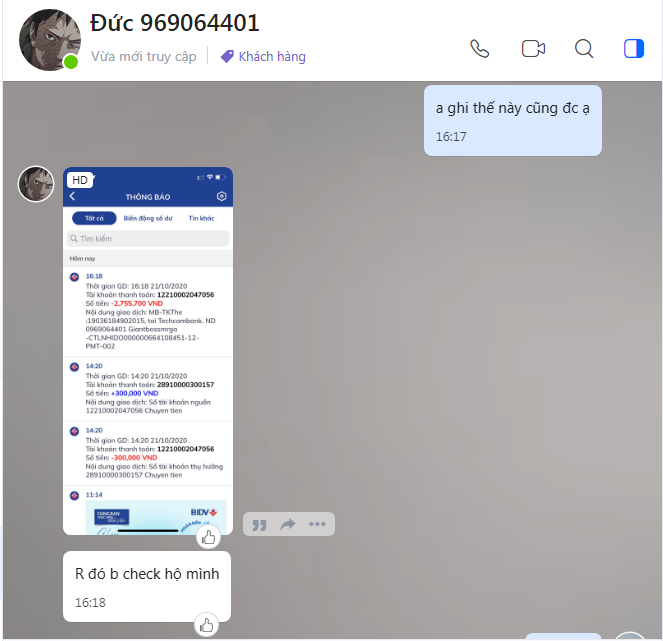 Đức 969064401
Vừa mới truy cập
Khách hàng
a ghi thế này cũng đc ạ
16:17
HD
THÔNG BÁO
Tất cả
Biến động số dư
Tin khác
Tìm kiếm
Hôm nay
16:18
Thời gian GD: 16:18 21/10/2020
Tài khoản thanh toán: 12210002047056
Số tiền: -2,755,700 VND
Nội dung giao dịch: MB-TKThe
:19036184902015, tai Techcombank. ND
0969064401 Giantbossmrga
-CTLNHIDO000000664108451-12-
PMT-002
14:20
Thời gian GD: 14:20 21/10/2020
Tài khoản thanh toán: 28910000300157
Số tiền: +300,000 VND
Nội dung giao dịch: Số tài khoản nguồn
12210002047056 Chuyen tien
14:20
Thời gian GD: 14:20 21/10/2020
Tài khoản thanh toán: 12210002047056
Số tiền: -300,000 VND
Nội dung giao dịch: Số tài khoản thụ hưởng
28910000300157 Chuyen tien
11:14
BIDV
R đó b check hộ mình
16:18